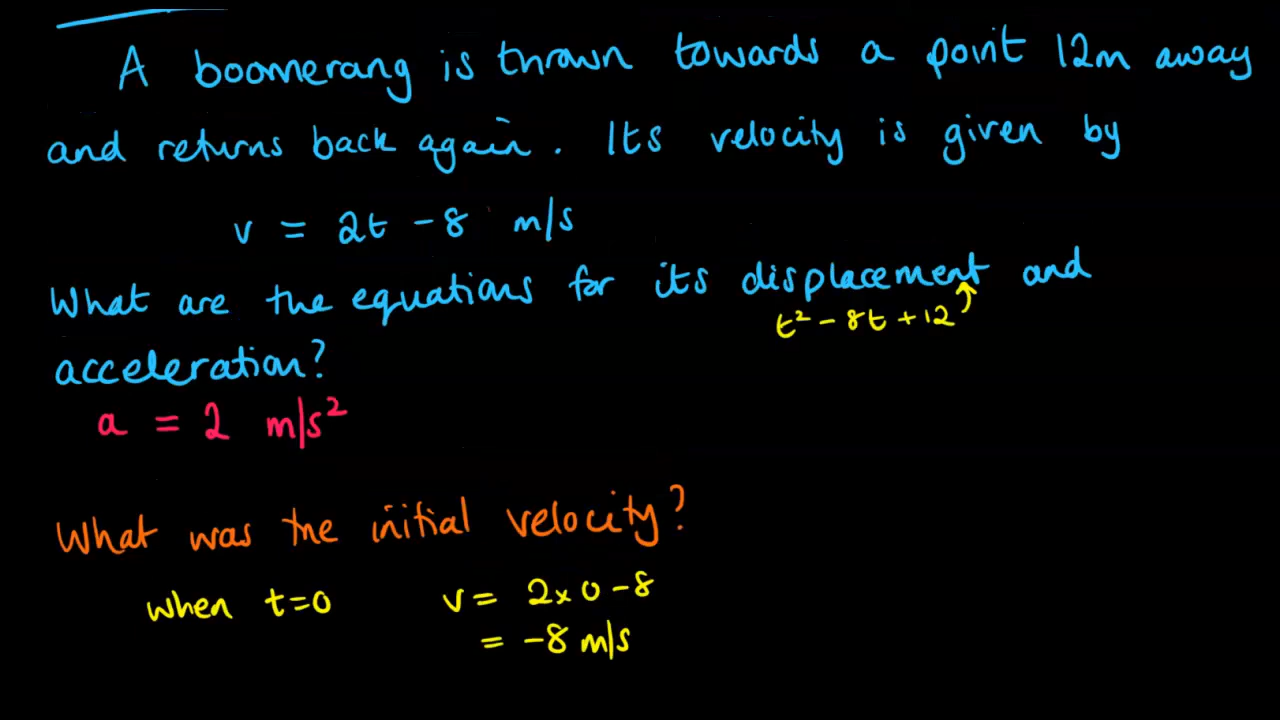 A boomerang is thrown towards a point 12m away
and returns back again. Its velocity is given by
v = 2t - 8 m/s
What are the equations for its displacement and
t² - 8t + 12
acceleration?
a = 2 m/s²
What was the initial velocity?
when t=0 v = 2 x 0 - 8
= -8 m/s